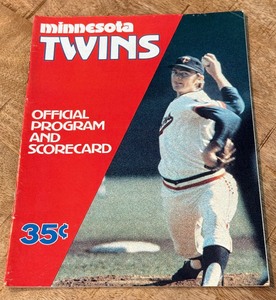 minnesota
TWINS
OFFICIAL
PROGRAM
AND
SCORECARD
35¢